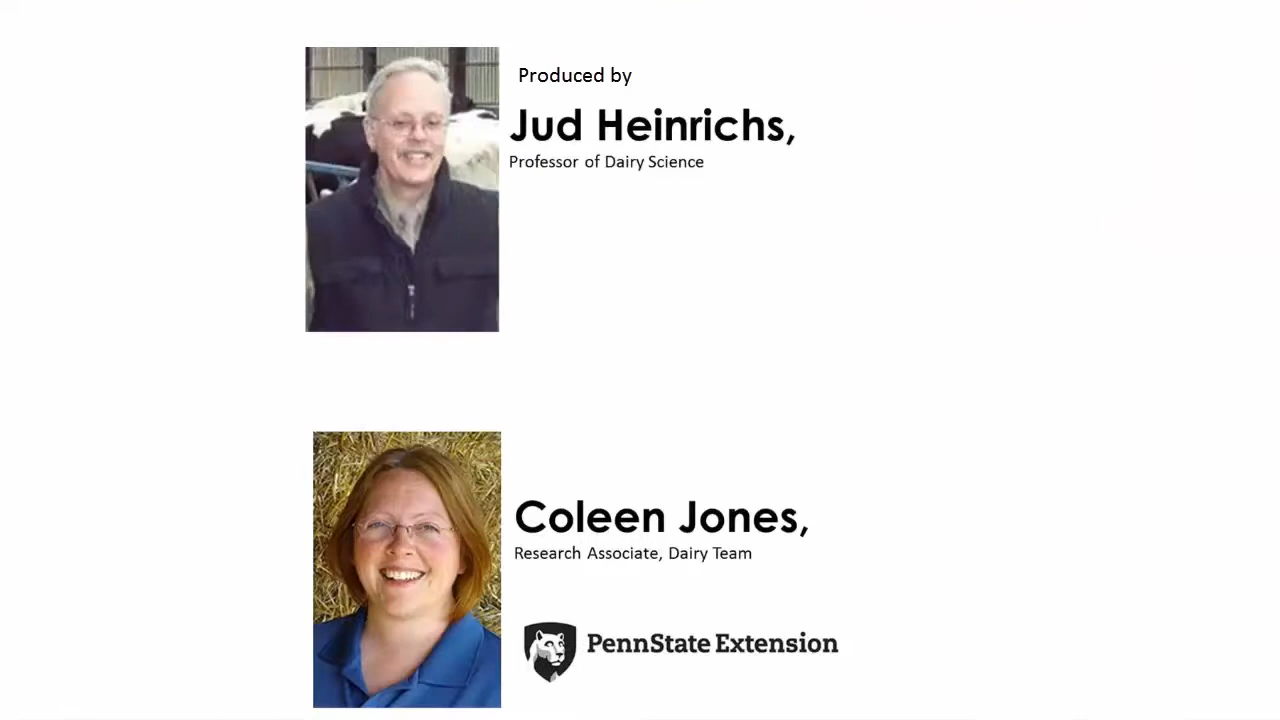 Produced by
Jud Heinrichs,
Professor of Dairy Science
Coleen Jones,
Research Associate, Dairy Team
PennState Extension